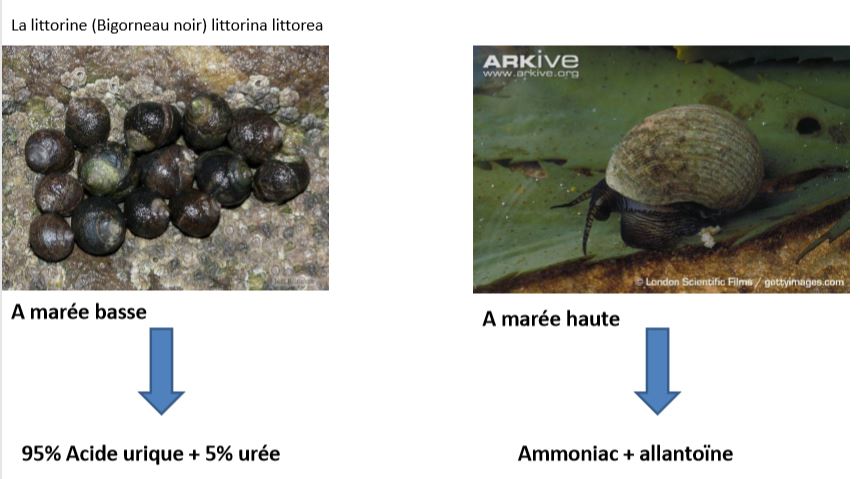 La littorine (Bigorneau noir) littorina littorea
ARKive
www.arkive.org
© London Scientific Films / gettyimages.com
A marée basse
A marée haute
95% Acide urique + 5% urée
Ammoniac + allantoïne